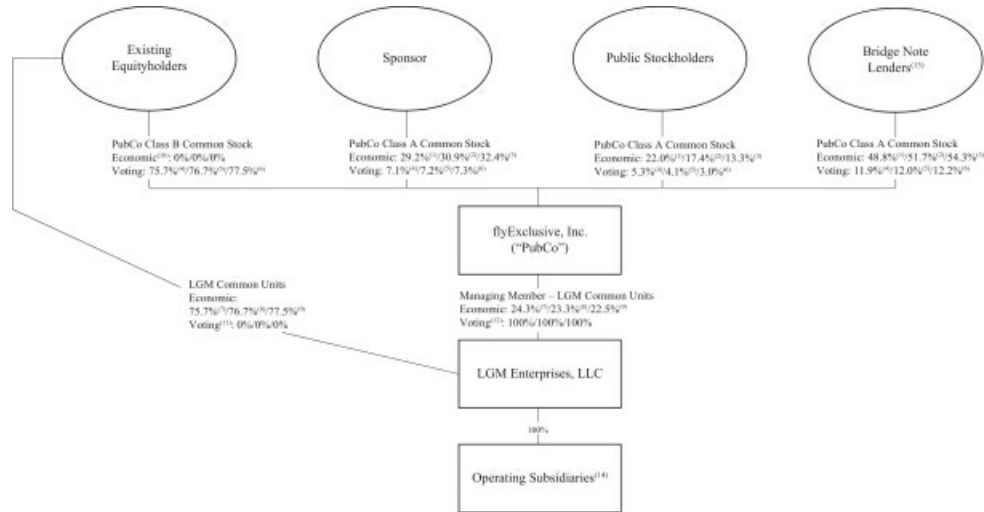 Existing
Equityholders
Sponsor
Public Stockholders
Bridge Note
Lenders(15)
PubCo Class B Common Stock
Economic(10): 0%/0%/0%
Voting: 75.7%(4)/76.7%(5)/77.5%(6)
PubCo Class A Common Stock
Economic: 29.2%(1)/30.9%(2)/32.4%(3)
Voting: 7.1%(4)/7.2%(5)/7.3%(6)
PubCo Class A Common Stock
Economic: 22.0%(1)/17.4%(2)/13.3%(3)
Voting: 5.3%(4)/4.1%(5)/3.0%(6)
PubCo Class A Common Stock
Economic: 48.8%(1)/51.7%(2)/54.3%(3)
Voting: 11.9%(4)/12.0%(5)/12.2%(6)
flyExclusive, Inc.
(“PubCo”)
LGM Common Units
Economic:
75.7%(7)/76.7%(8)/77.5%(9)
Voting(11): 0%/0%/0%
Managing Member – LGM Common Units
Economic: 24.3%(7)/23.3%(8)/22.5%(9)
Voting: 100%/100%/100%
LGM Enterprises, LLC
100%
Operating Subsidiaries(14)